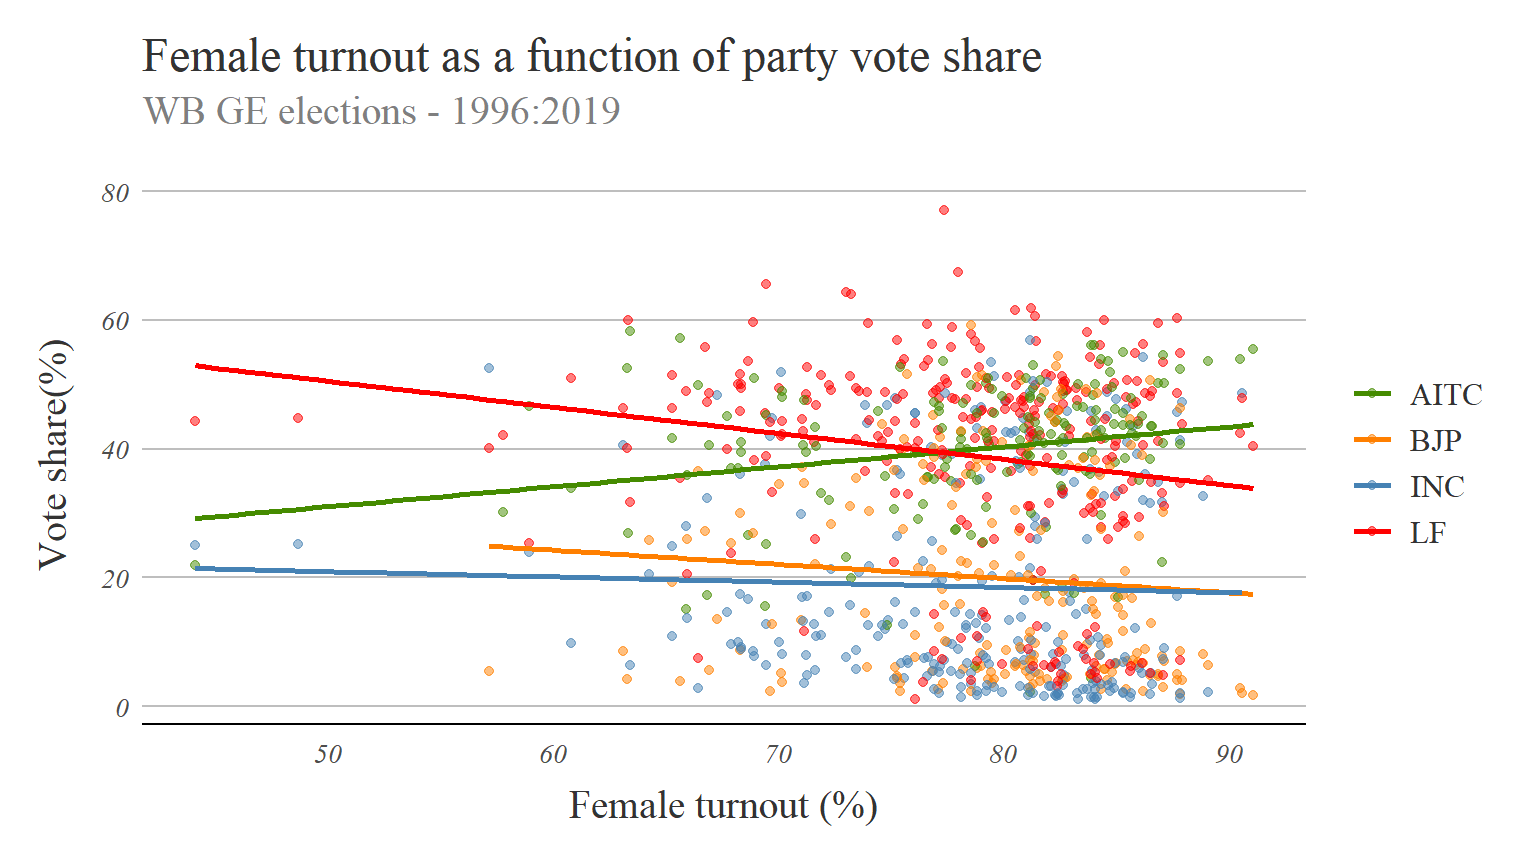 Female turnout as a function of party vote share
WB GE elections - 1996:2019
Vote share(%)
80
60
40
20
0
50
60
70
80
90
Female turnout (%)
AITC
BJP
INC
LF